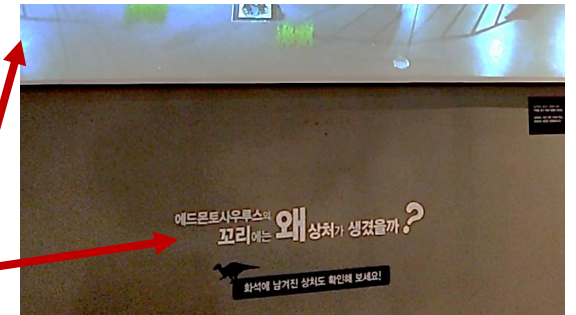 에드몬토사우루스의
꼬리에는 왜 상처가 생겼을까?
화석에 남겨진 상처도 확인해 보세요!